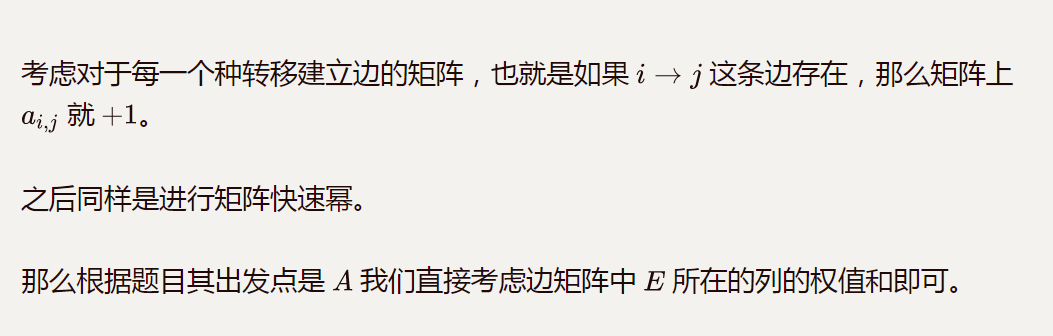 考虑对于每一个种转移建立边的矩阵，也就是如果 i → j 这条边存在，那么矩阵上
a_{i,j} 就 +1。
之后同样是进行矩阵快速幂。
那么根据题目其出发点是 A 我们直接考虑边矩阵中 E 所在的列的权值和即可。